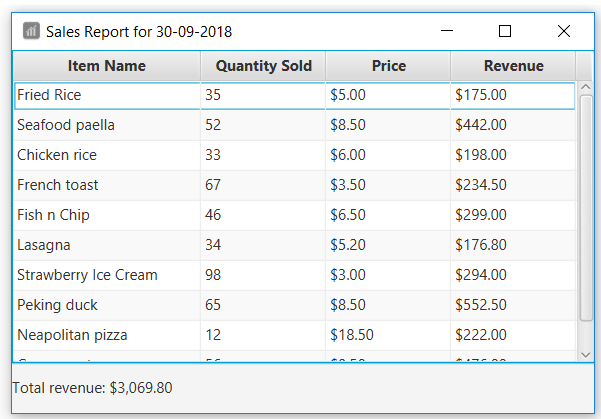 Sales Report for 30-09-2018
Item Name Quantity Sold Price Revenue
Fried Rice 35 $5.00 $175.00
Seafood paella 52 $8.50 $442.00
Chicken rice 33 $6.00 $198.00
French toast 67 $3.50 $234.50
Fish n Chip 46 $6.50 $299.00
Lasagna 34 $5.20 $176.80
Strawberry Ice Cream 98 $3.00 $294.00
Peking duck 65 $8.50 $552.50
Neapolitan pizza 12 $18.50 $222.00
Total revenue: $3,069.80